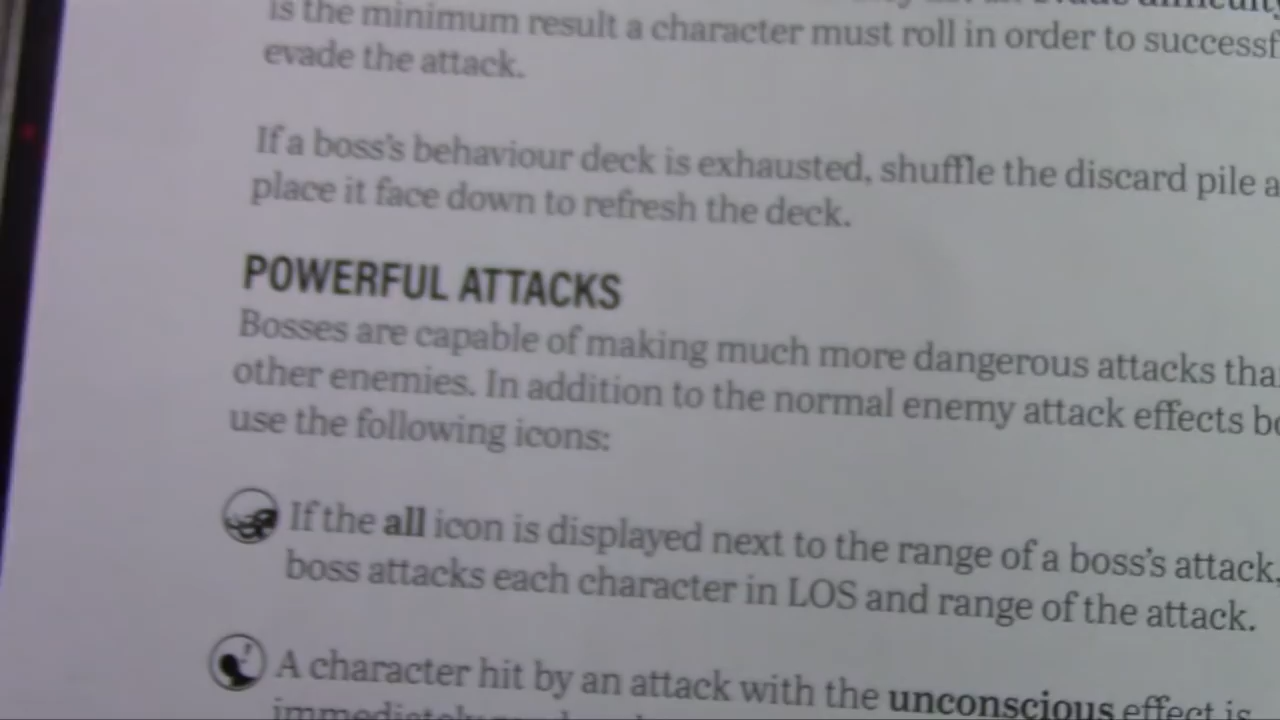 is the minimum result a character must roll in order to successf
evade the attack.
If a boss's behaviour deck is exhausted, shuffle the discard pile a
place it face down to refresh the deck.
POWERFUL ATTACKS
Bosses are capable of making much more dangerous attacks tha
other enemies. In addition to the normal enemy attack effects bo
use the following icons:
If the all icon is displayed next to the range of a boss's attack.
boss attacks each character in LOS and range of the attack.
A character hit by an attack with the unconscious effect is
immediately